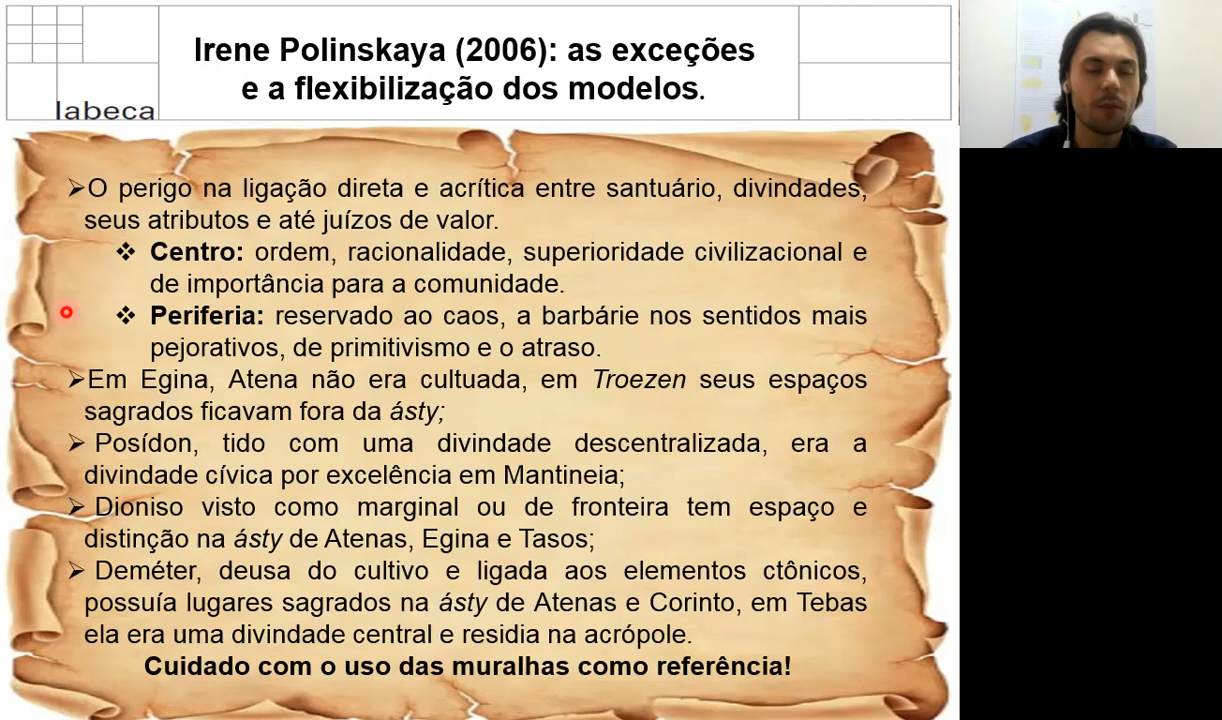 Irene Polinskaya (2006): as exceções
e a flexibilização dos modelos.
labeca
➢O perigo na ligação direta e acrítica entre santuário, divindades,
seus atributos e até juízos de valor.
❖ Centro: ordem, racionalidade, superioridade civilizacional e
de importância para a comunidade.
❖ Periferia: reservado ao caos, a barbárie nos sentidos mais
pejorativos, de primitivismo e o atraso.
➢Em Egina, Atena não era cultuada, em Troezen seus espaços
sagrados ficavam fora da ásty;
➢ Posídon, tido com uma divindade descentralizada, era a
divindade cívica por excelência em Mantineia;
➢ Dioniso visto como marginal ou de fronteira tem espaço e
distinção na ásty de Atenas, Egina e Tasos;
➢ Deméter, deusa do cultivo e ligada aos elementos ctônicos,
possuía lugares sagrados na ásty de Atenas e Corinto, em Tebas
ela era uma divindade central e residia na acrópole.
Cuidado com o uso das muralhas como referência!